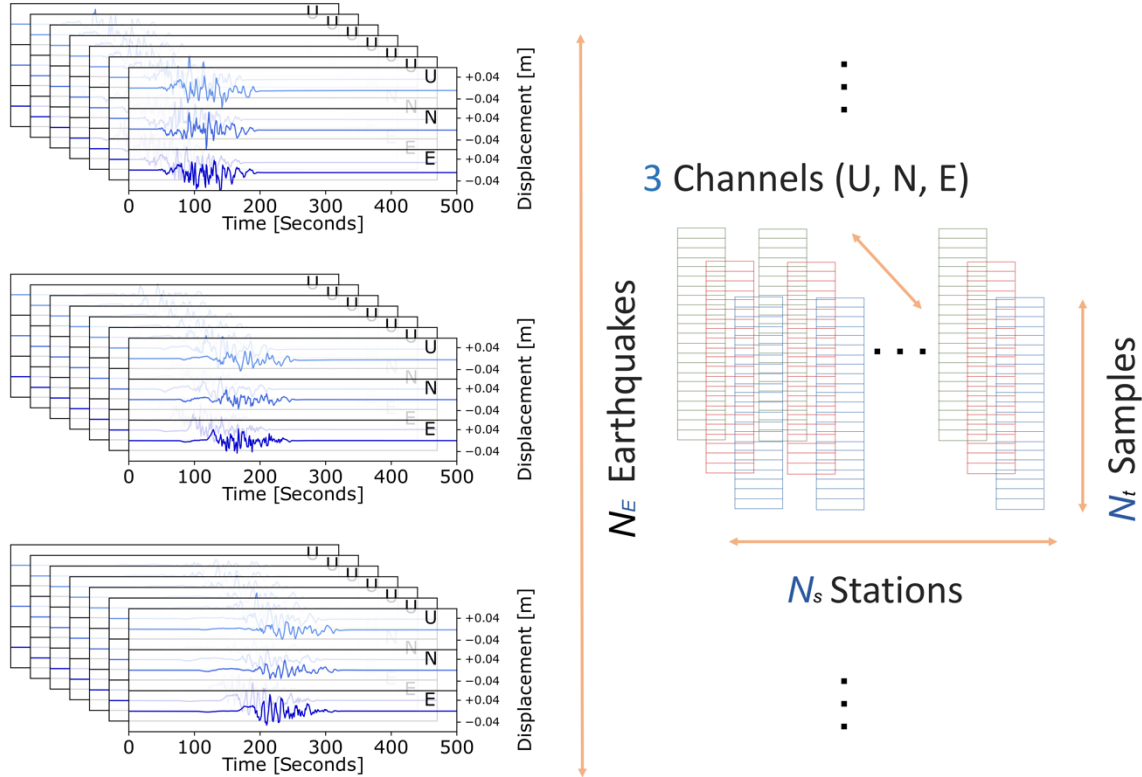 U
U
U
U
U
U
U
+0.04
−0.04
N
N
+0.04
−0.04
E
E
+0.04
−0.04
Displacement [m]
0 100 200 300 400 500
Time [Seconds]
U
U
U
U
U
U
U
+0.04
−0.04
N
N
+0.04
−0.04
E
E
+0.04
−0.04
Displacement [m]
0 100 200 300 400 500
Time [Seconds]
U
U
U
U
U
U
U
+0.04
−0.04
N
N
+0.04
−0.04
E
E
+0.04
−0.04
Displacement [m]
0 100 200 300 400 500
Time [Seconds]
N_E Earthquakes
3 Channels (U, N, E)
. . .
N_t Samples
N_s Stations